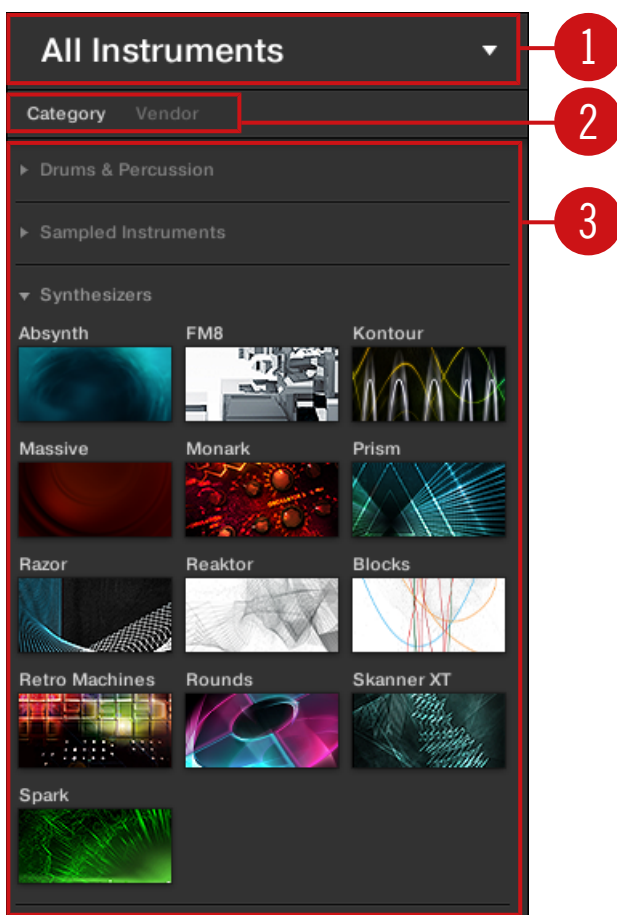 All Instruments
1
Category Vendor
2
Drums & Percussion
3
Sampled Instruments
Synthesizers
Absynth FM8 Kontour
Massive Monark Prism
Razor Reaktor Blocks
Retro Machines Rounds Skanner XT
Spark